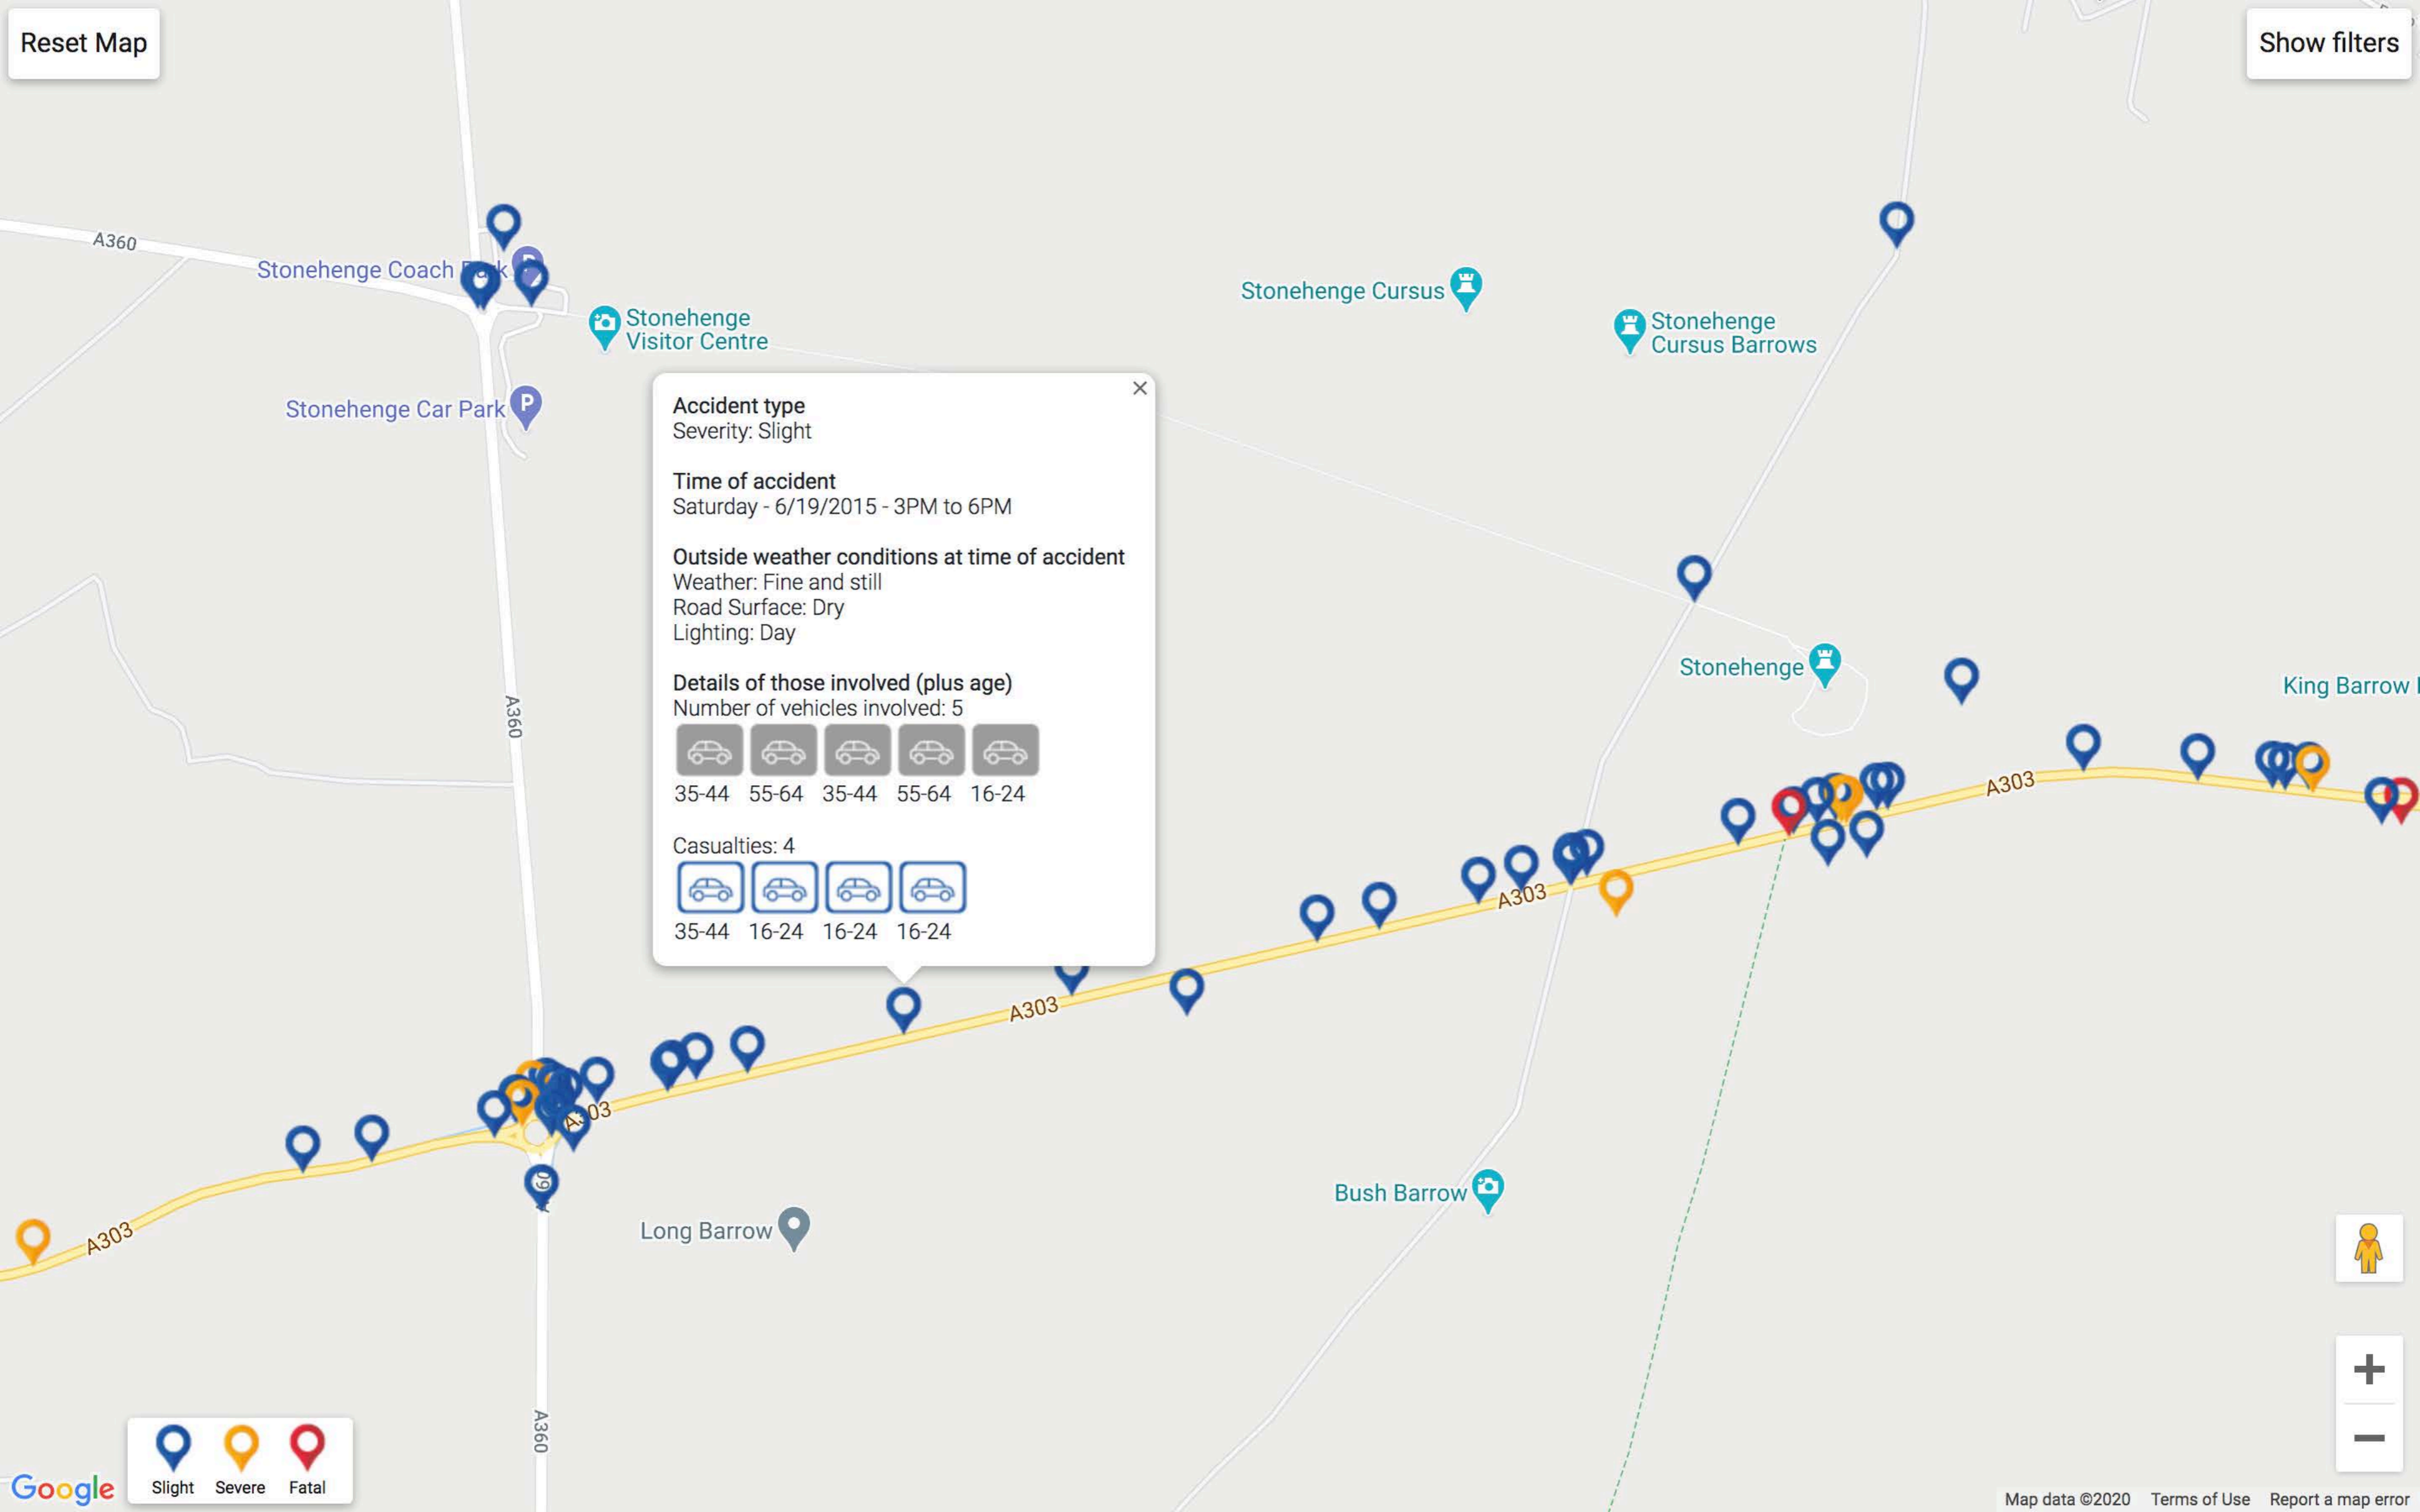 Reset Map
Show filters
A360
Stonehenge Coach
Stonehenge
Visitor Centre
Stonehenge Cursus
Stonehenge
Cursus Barrows
Stonehenge Car Park
P
Accident type
Severity: Slight
Time of accident
Saturday - 6/19/2015 - 3PM to 6PM
Outside weather conditions at time of accident
Weather: Fine and still
Road Surface: Dry
Lighting: Day
Details of those involved (plus age)
Number of vehicles involved: 5
35-44 55-64 35-44 55-64 16-24
Casualties: 4
35-44 16-24 16-24 16-24
A360
Stonehenge
King Barrow
A303
A303
A303
A303
A303
Bush Barrow
Long Barrow
A360
Slight Severe Fatal
Google
Map data ©2020 Terms of Use Report a map error